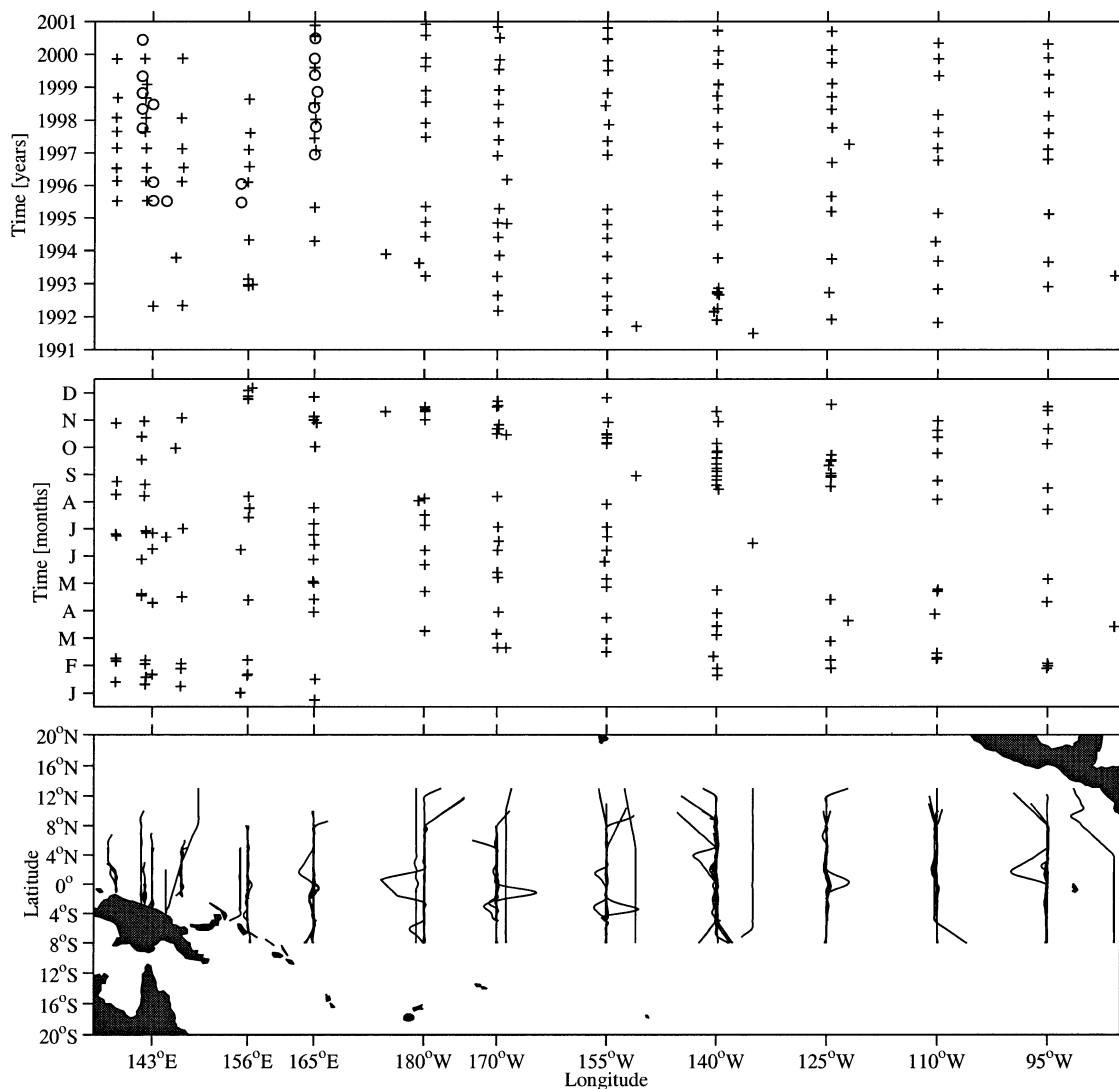 2001
2000
1999
1998
1997
1996
1995
1994
1993
1992
1991
Time [years]
D
N
O
S
A
J
J
M
A
M
F
J
Time [months]
20°N
16°N
12°N
8°N
4°N
0°
4°S
8°S
12°S
16°S
20°S
Latitude
143°E 156°E 165°E 180°W 170°W 155°W 140°W 125°W 110°W 95°W
Longitude